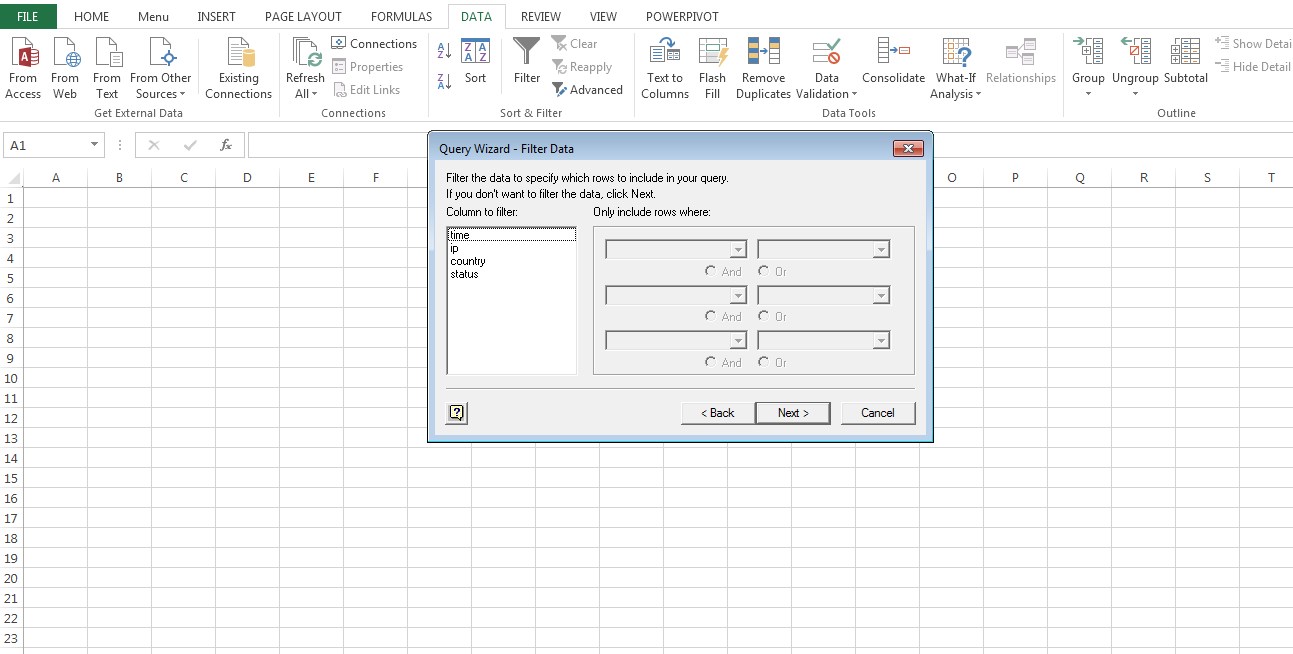 FILE HOME Menu INSERT PAGE LAYOUT FORMULAS DATA REVIEW VIEW POWERPIVOT
From Access
From Web
From Text
From Other Sources
Existing Connections
Get External Data
Refresh All
Connections
Properties
Edit Links
Connections
Sort
Filter
Clear
Reapply
Advanced
Sort & Filter
Text to Columns
Flash Fill
Remove Duplicates
Data Validation
Consolidate
What-If Analysis
Relationships
Data Tools
Group
Ungroup
Subtotal
Show Detai
Hide Detail
Outline
A1
fx
A B C D E F O P Q R S T
1
2
3
4
5
6
7
8
9
10
11
12
13
14
15
16
17
18
19
20
21
22
23
Query Wizard - Filter Data
Filter the data to specify which rows to include in your query.
If you don't want to filter the data, click Next.
Column to filter:
Only include rows where:
time
ip
country
status
And Or
And Or
And Or
?
< Back Next > Cancel